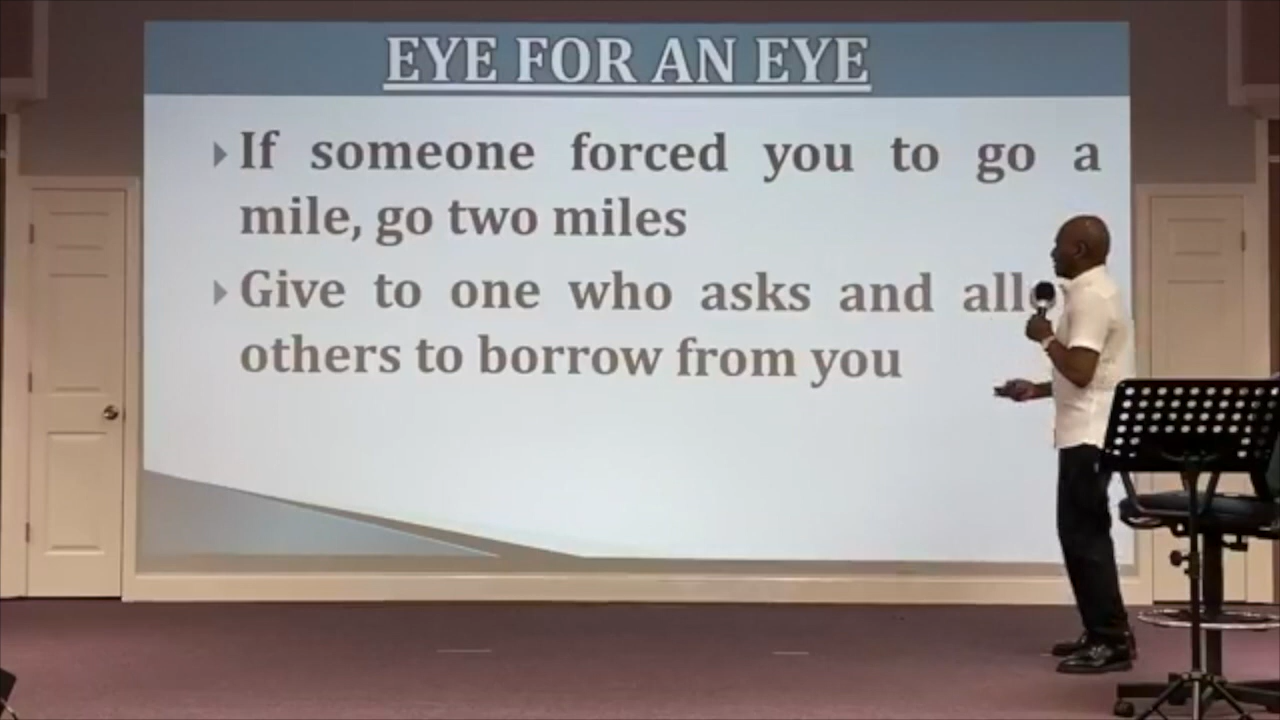 EYE FOR AN EYE
If someone forced you to go a
mile, go two miles
Give to one who asks and
others to borrow from you